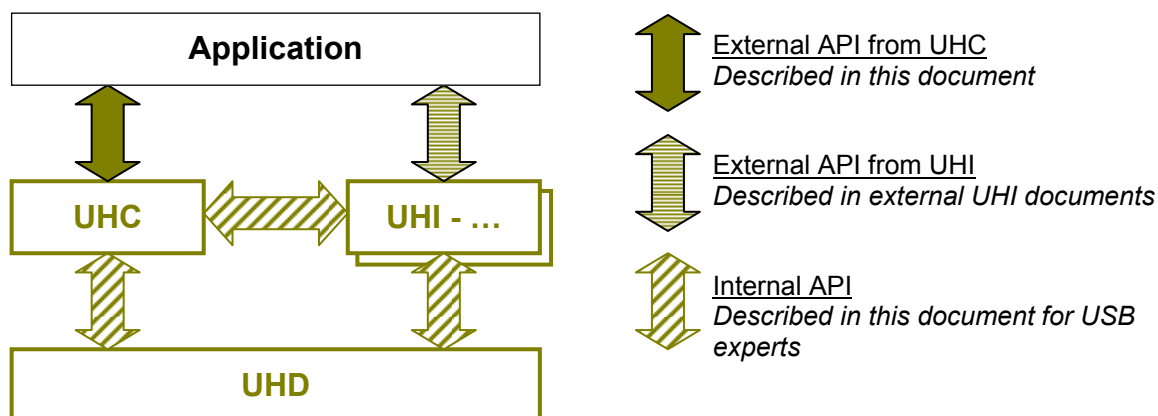 Application
UHC
UHI - …
UHD
External API from UHC
Described in this document
External API from UHI
Described in external UHI documents
Internal API
Described in this document for USB
experts